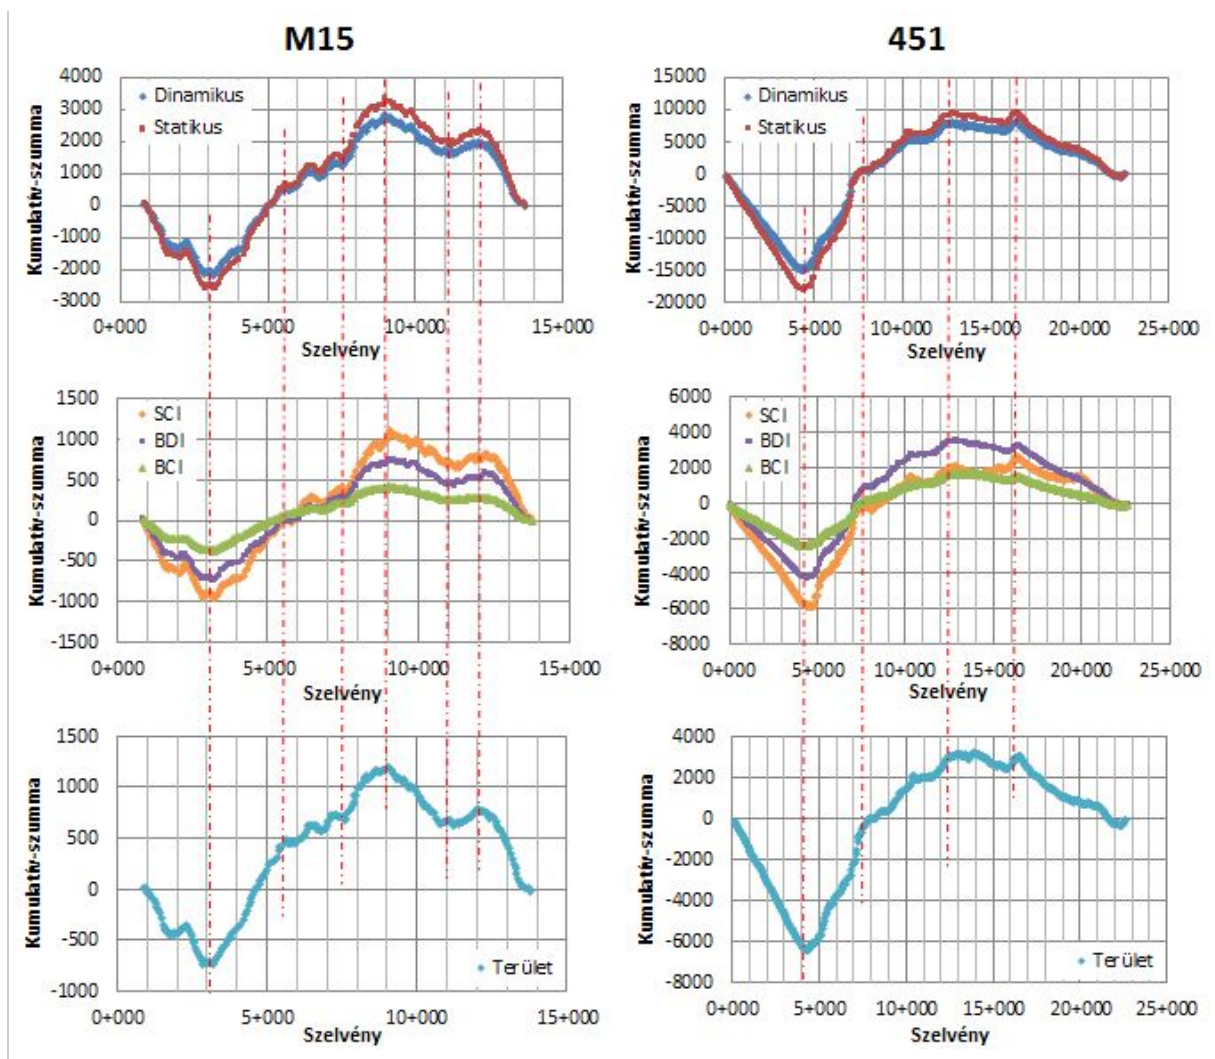 M15
451
4000
3000
2000
1000
0
-1000
-2000
-3000
Kumulatív-szumma
Dinamikus
Statikus
0+000 5+000 10+000 15+000
Szelvény
15000
10000
5000
0
-5000
-10000
-15000
-20000
Kumulatív-szumma
Dinamikus
Statikus
0+000 5+000 10+000 15+000 20+000 25+000
Szelvény
1500
1000
500
0
-500
-1000
-1500
Kumulatív-szumma
SCI
BDI
BCI
0+000 5+000 10+000 15+000
Szelvény
6000
4000
2000
0
-2000
-4000
-6000
-8000
Kumulatív-szumma
SCI
BDI
BCI
0+000 5+000 10+000 15+000 20+000 25+000
Szelvény
1500
1000
500
0
-500
-1000
Kumulatív-szumma
Terület
0+000 5+000 10+000 15+000
Szelvény
4000
2000
0
-2000
-4000
-6000
-8000
Kumulatív-szumma
Terület
0+000 5+000 10+000 15+000 20+000 25+000
Szelvény